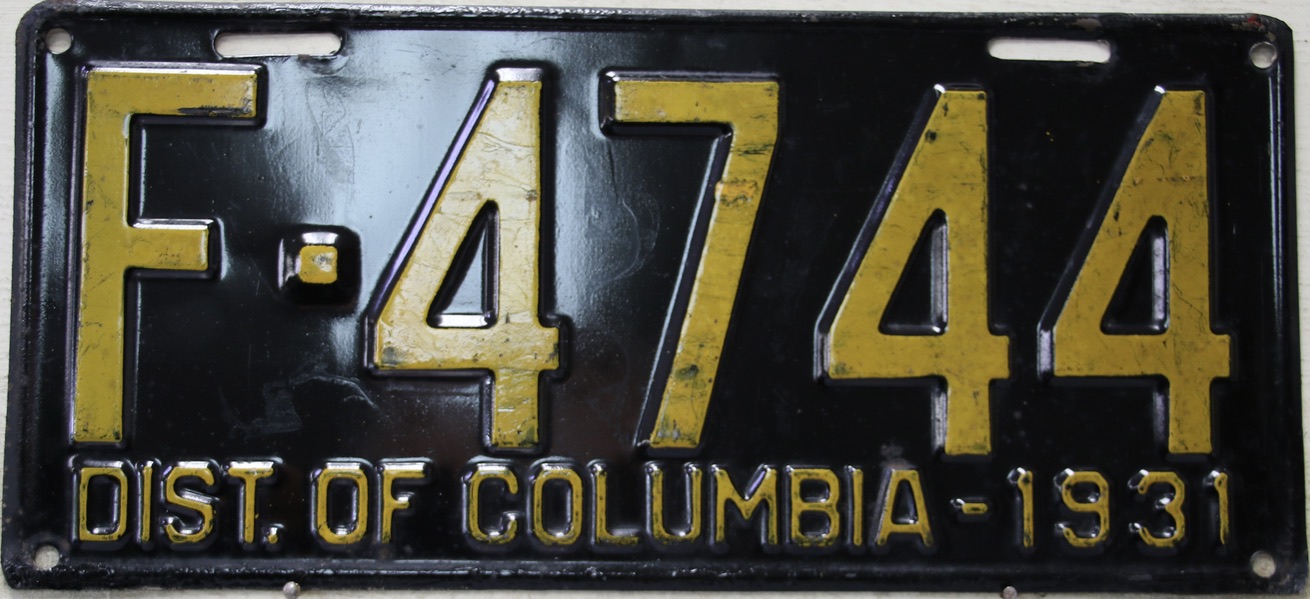 F·4744
DIST. OF COLUMBIA - 1931